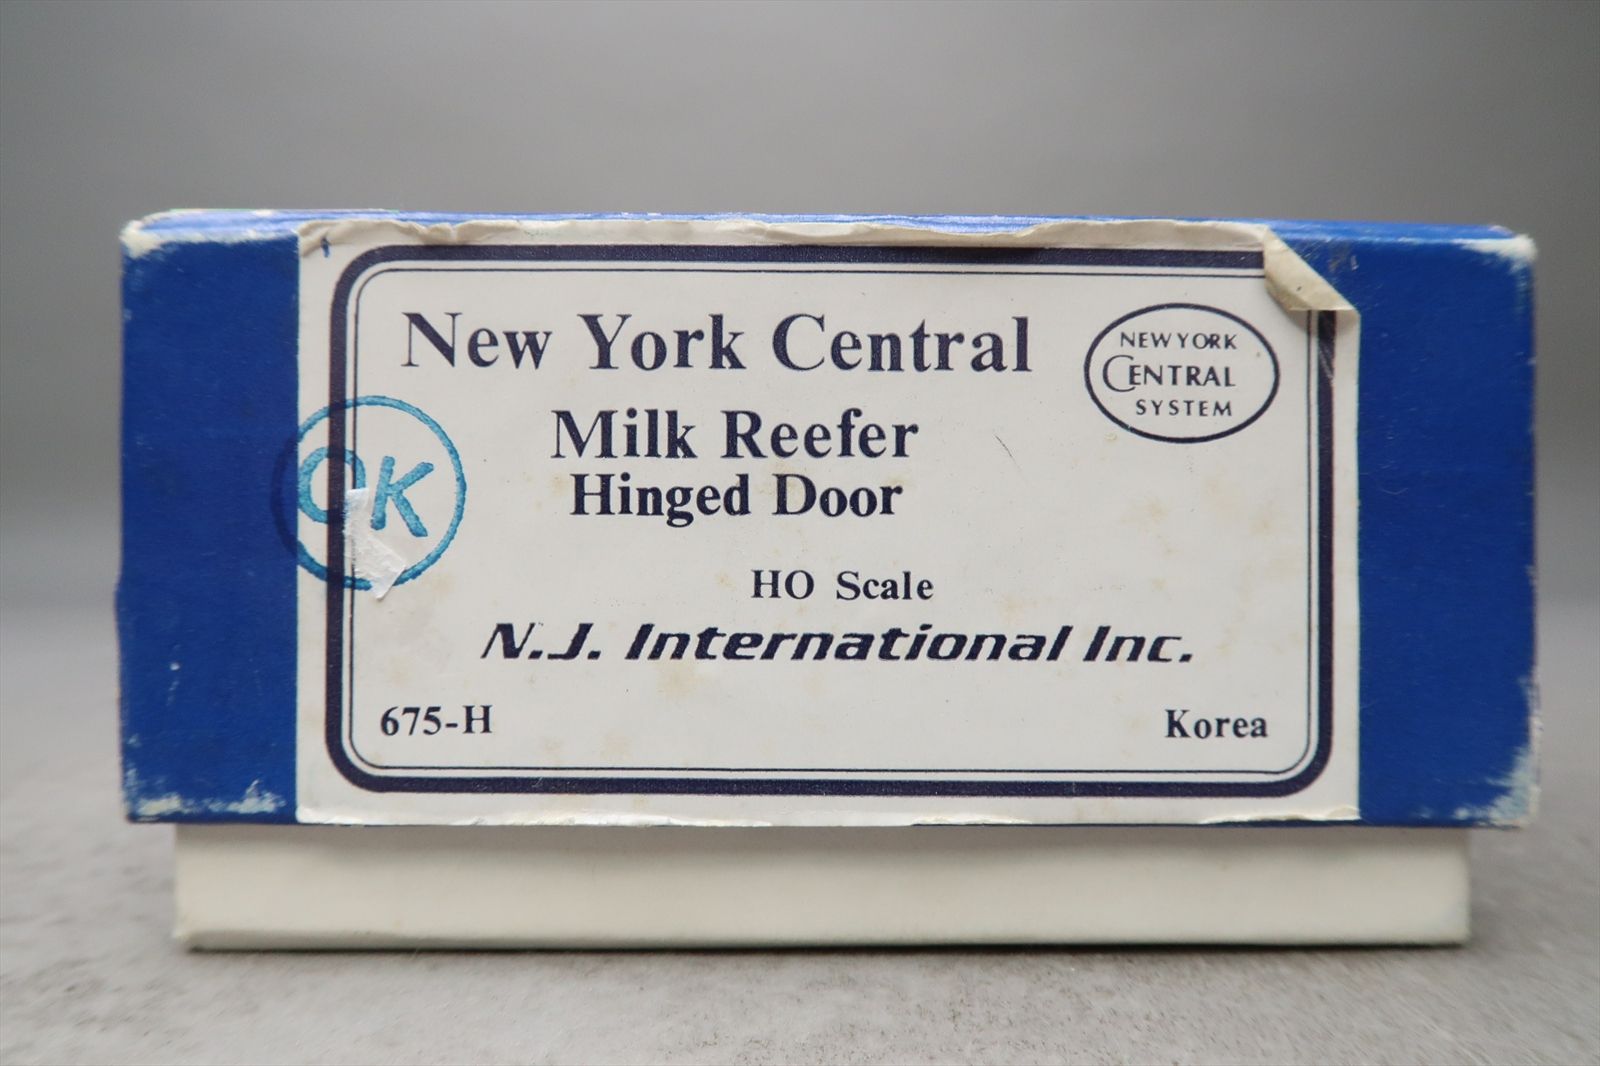 New York Central
NEW YORK
CENTRAL
SYSTEM
Milk Reefer
Hinged Door
OK
HO Scale
N.J. International Inc.
675-H
Korea